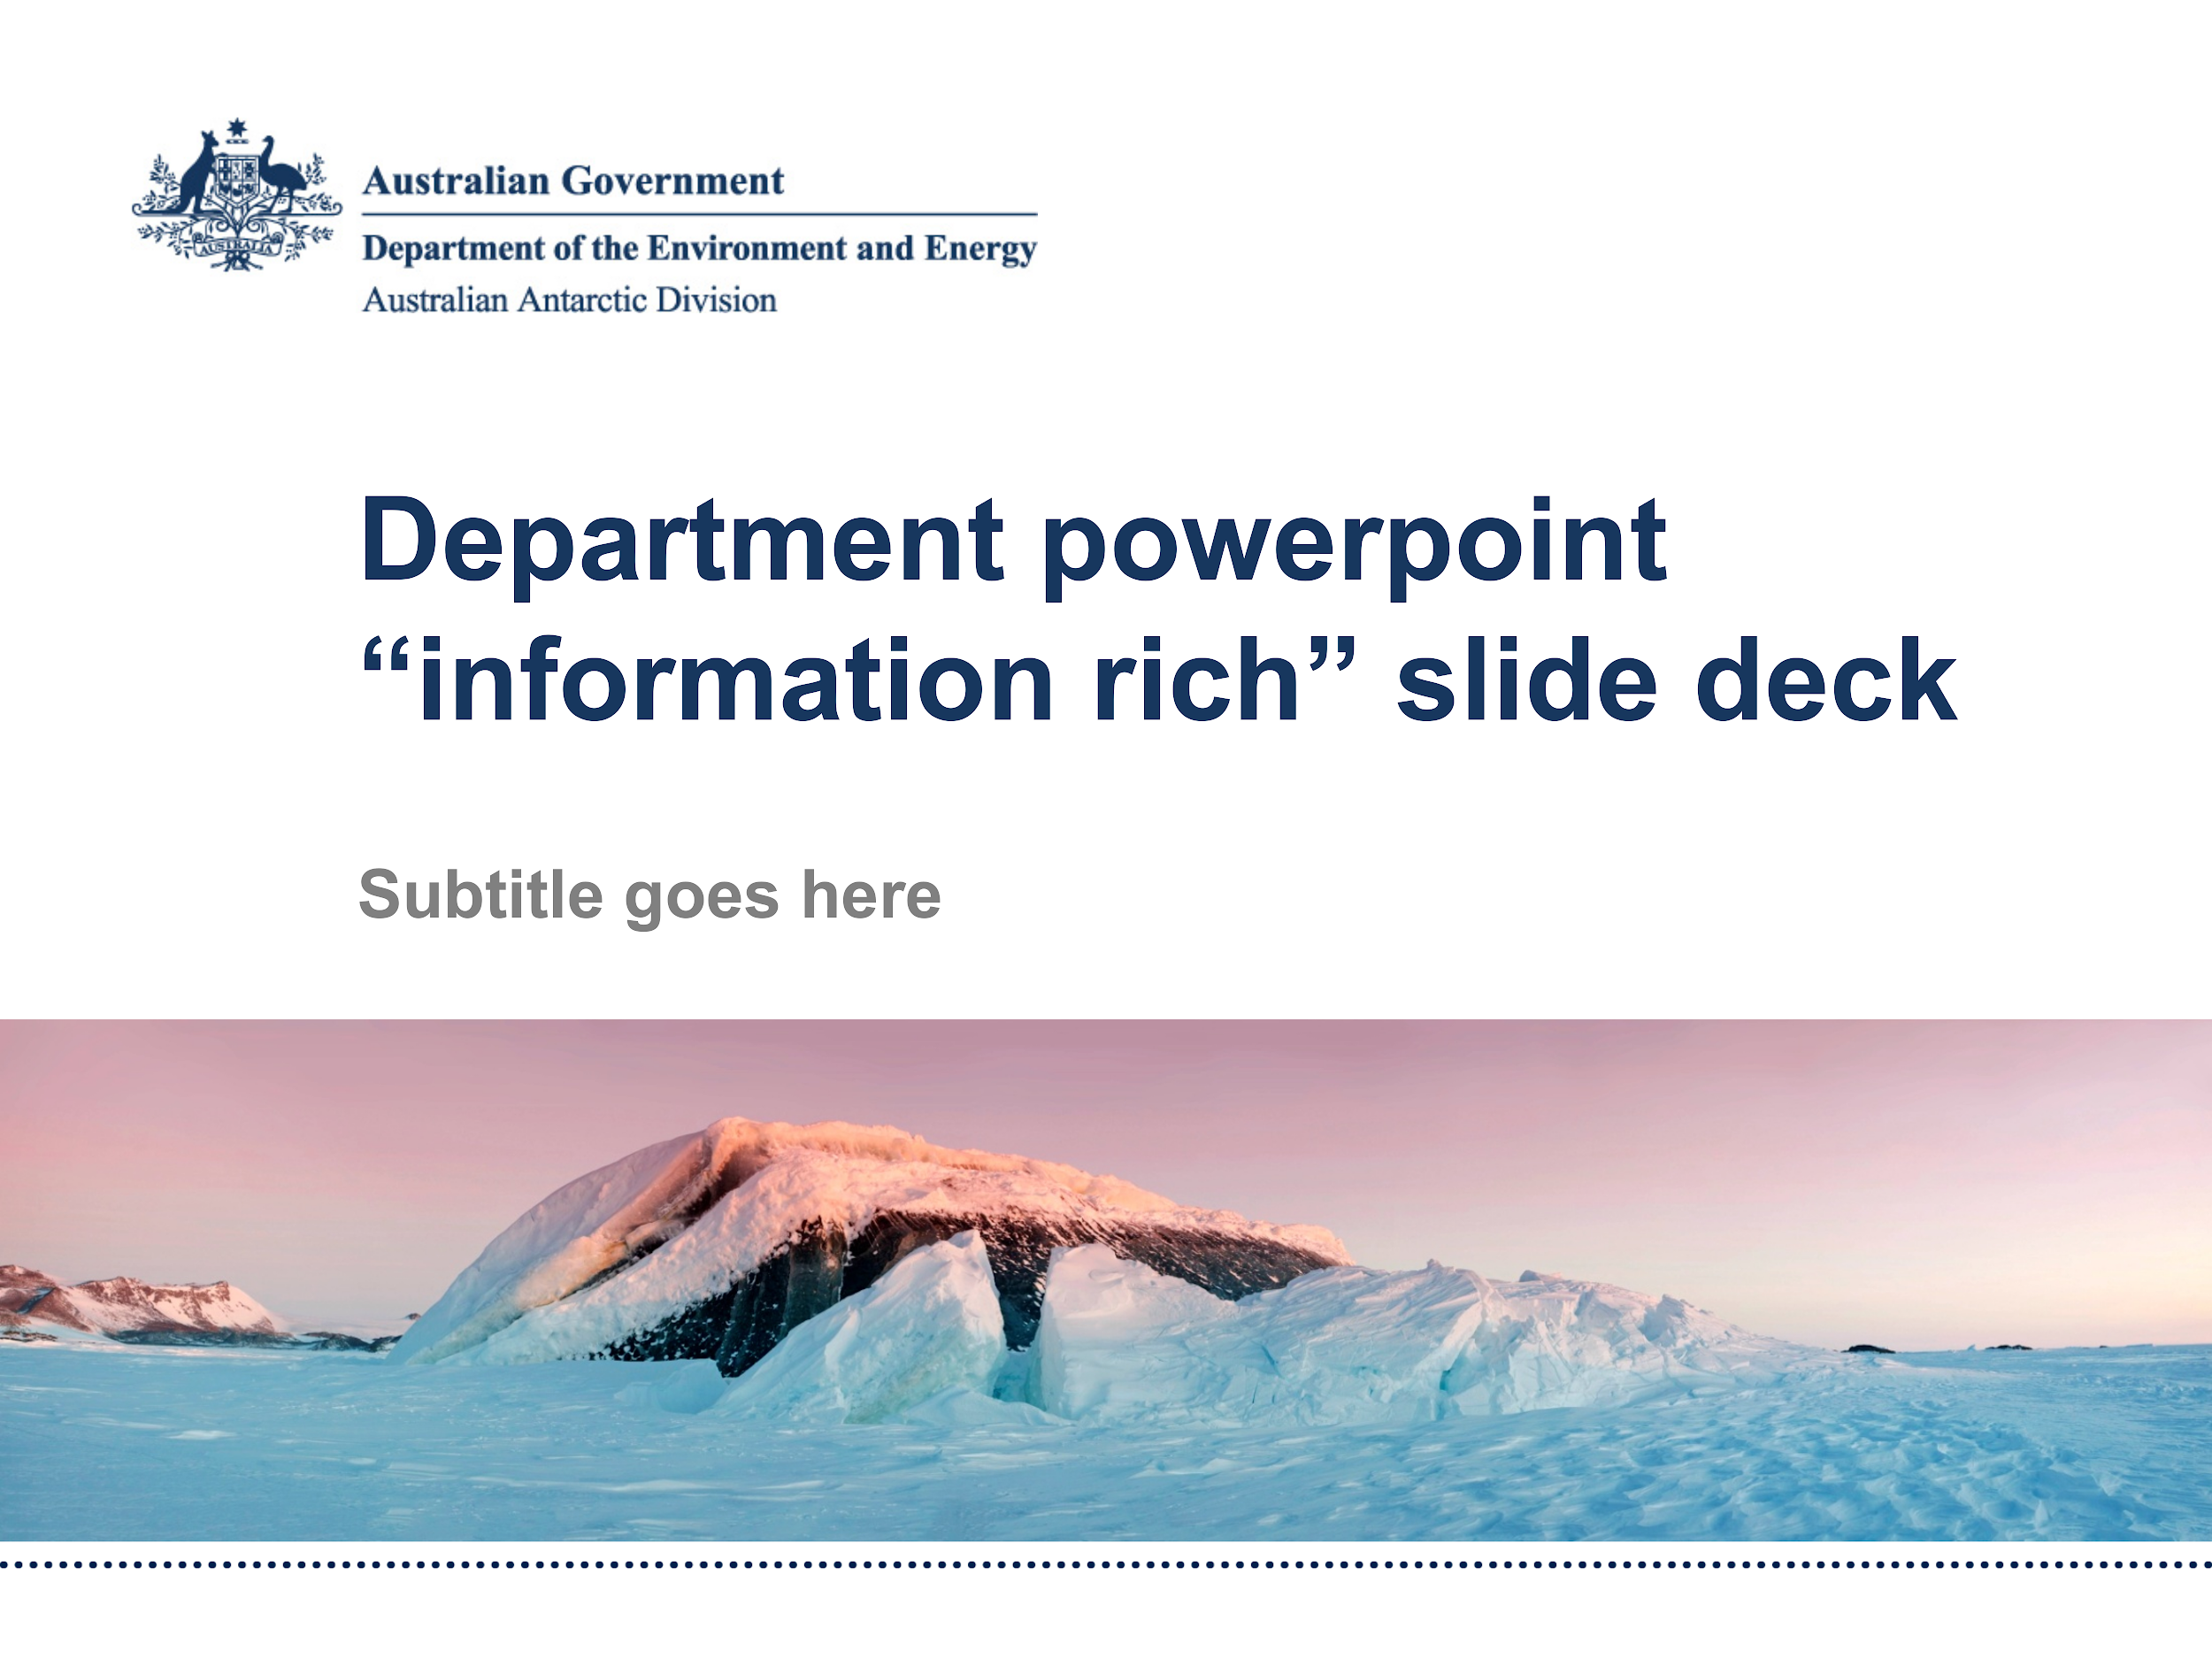 AUSTRALIA
Australian Government
Department of the Environment and Energy
Australian Antarctic Division
Department powerpoint
“information rich” slide deck
Subtitle goes here